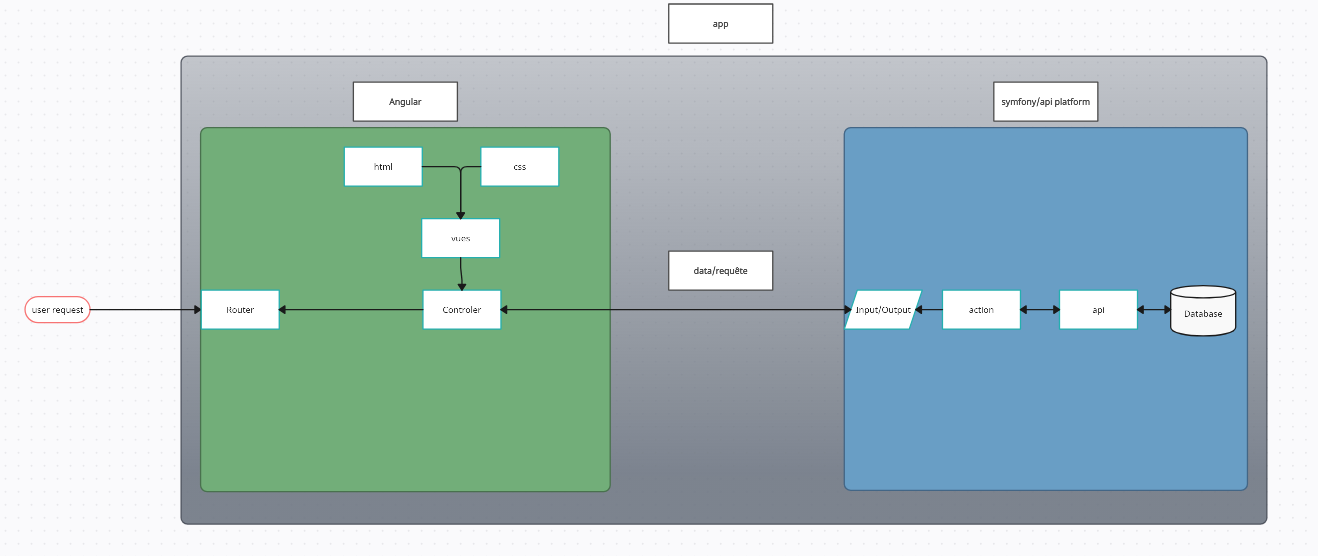 app
Angular
symfony/api platform
html
css
vues
data/requête
user request
Router
Controler
Input/Output
action
api
Database